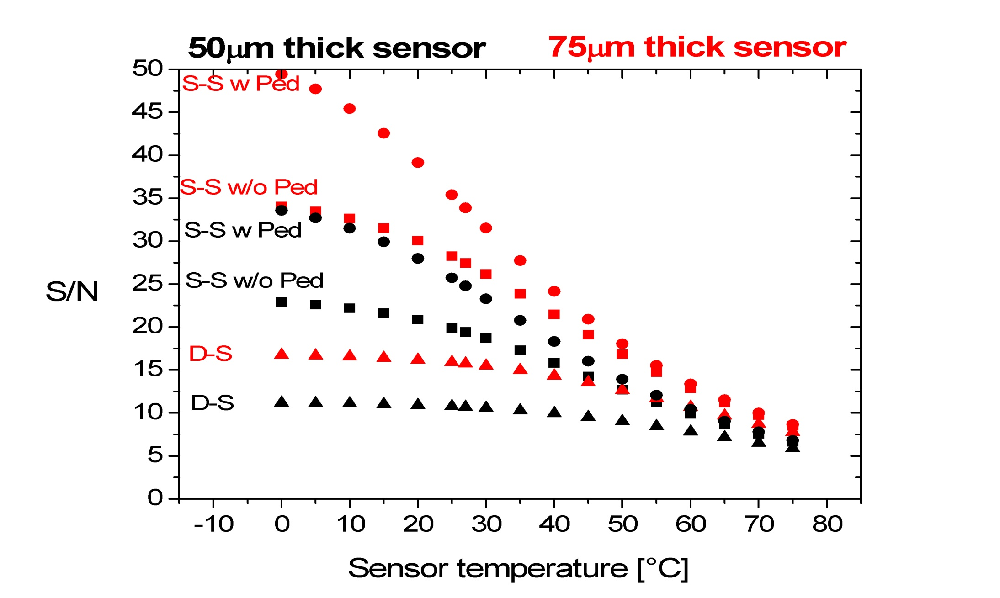 50μm thick sensor
75μm thick sensor
50
S-S w Ped
45
40
S-S w/o Ped
35
S-S w Ped
30
S-S w/o Ped
25
S/N
20
D-S
15
D-S
10
5
0
-10 0 10 20 30 40 50 60 70 80
Sensor temperature [°C]